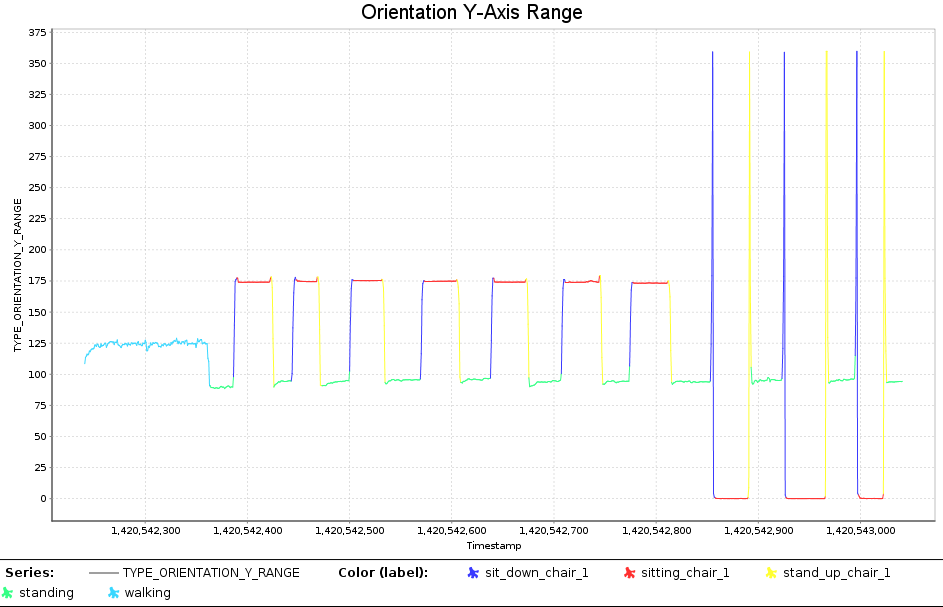 Orientation Y-Axis Range
375
350
325
300
275
250
225
200
175
150
125
100
75
50
25
0
TYPE_ORIENTATION_Y_RANGE
1,420,542,300 1,420,542,400 1,420,542,500 1,420,542,600 1,420,542,700 1,420,542,800 1,420,542,900 1,420,543,000
Timestamp
Series: TYPE_ORIENTATION_Y_RANGE Color (label): sit_down_chair_1 sitting_chair_1 stand_up_chair_1
standing walking